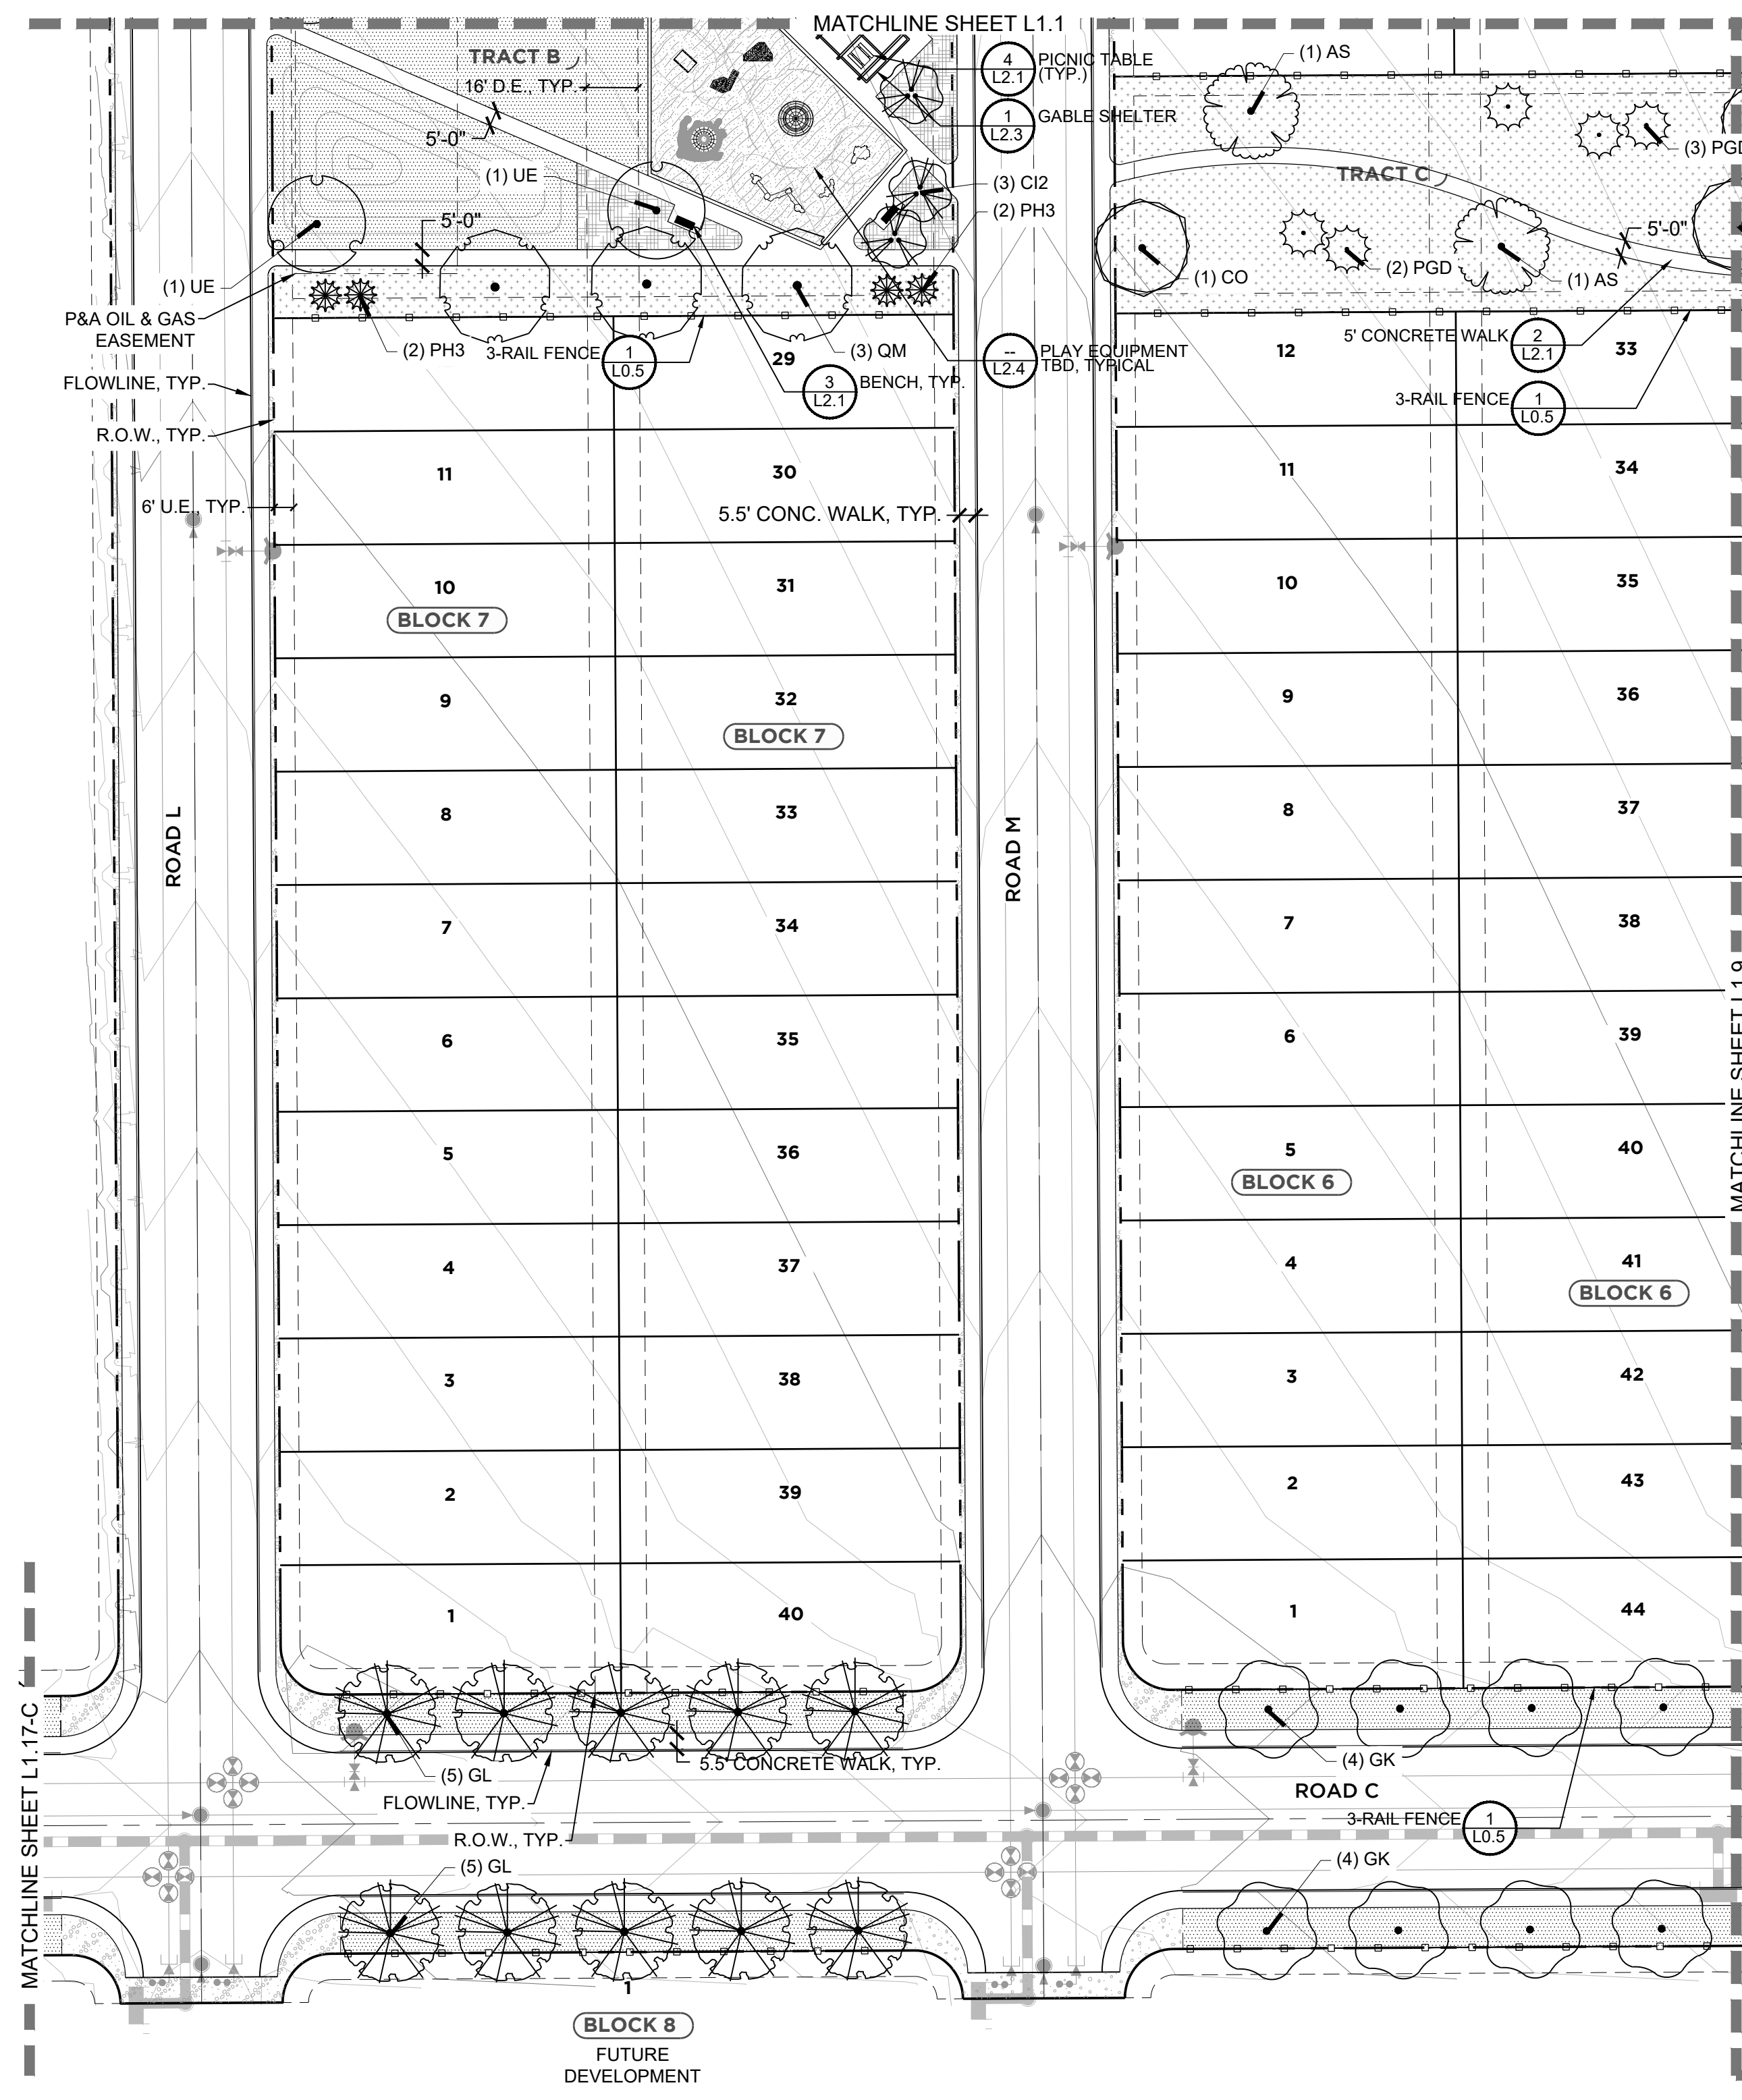 MATCHLINE SHEET L1.1
TRACT B
16' D.E., TYP.
5'-0"
(1) UE
5'-0"
(1) UE
P&A OIL & GAS
EASEMENT
FLOWLINE, TYP.
R.O.W., TYP.
6' U.E., TYP.
4
L2.1
PICNIC TABLE
(TYP.)
1
L2.3
GABLE SHELTER
(3) CI2
(2) PH3
(2) PH3
3-RAIL FENCE
1
L0.5
(3) QM
29
3
L2.1
BENCH, TYP.
--
L2.4
PLAY EQUIPMENT
TBD, TYPICAL
(1) AS
TRACT C
5'-0"
(1) CO
(2) PGD
(1) AS
5' CONCRETE WALK
2
L2.1
12
33
3-RAIL FENCE
1
L0.5
11
30
5.5' CONC. WALK, TYP.
11
34
10
BLOCK 7
31
10
35
9
32
BLOCK 7
9
36
ROAD L
8
33
ROAD M
8
37
7
34
7
38
6
35
6
39
5
36
5
BLOCK 6
40
4
37
4
41
BLOCK 6
3
38
3
42
2
39
2
43
1
40
1
44
(5) GL
5.5' CONCRETE WALK, TYP.
FLOWLINE, TYP.
R.O.W., TYP.
(5) GL
(4) GK
ROAD C
3-RAIL FENCE
1
L0.5
(4) GK
MATCHLINE SHEET L1.17-C
1
BLOCK 8
FUTURE
DEVELOPMENT